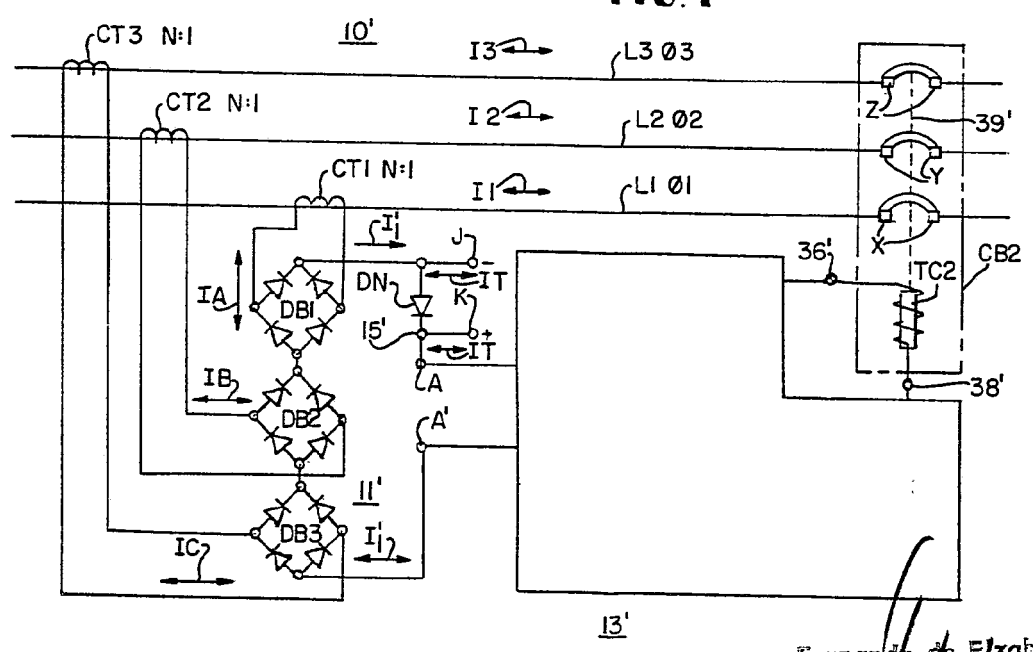 CT3 N:1
10'
I3
L3 Ø3
CT2 N:1
I2
L2 Ø2
Z
39'
Y
CT1 N:1
I1
L1 Ø1
X
I'1
J
-
36'
TC2
CB2
IA
DB1
DN
K
IT
15'
+
IT
A
38'
IB
DB2
A'
11'
DB3
I'1
IC
13'